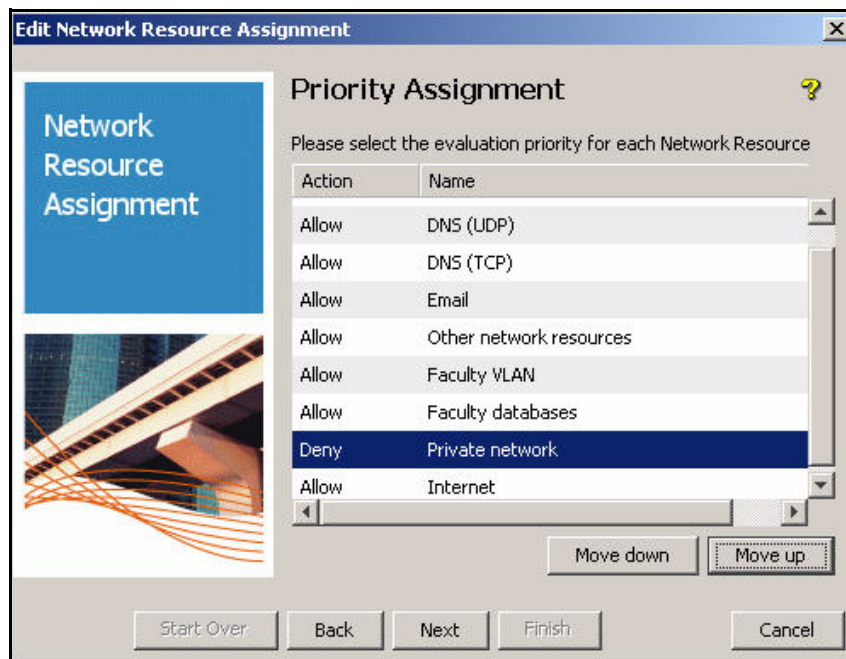 Edit Network Resource Assignment
Network
Resource
Assignment
Priority Assignment
?
Please select the evaluation priority for each Network Resource
Action Name
Allow DNS (UDP)
Allow DNS (TCP)
Allow Email
Allow Other network resources
Allow Faculty VLAN
Allow Faculty databases
Deny Private network
Allow Internet
Move down Move up
Start Over Back Next Finish Cancel